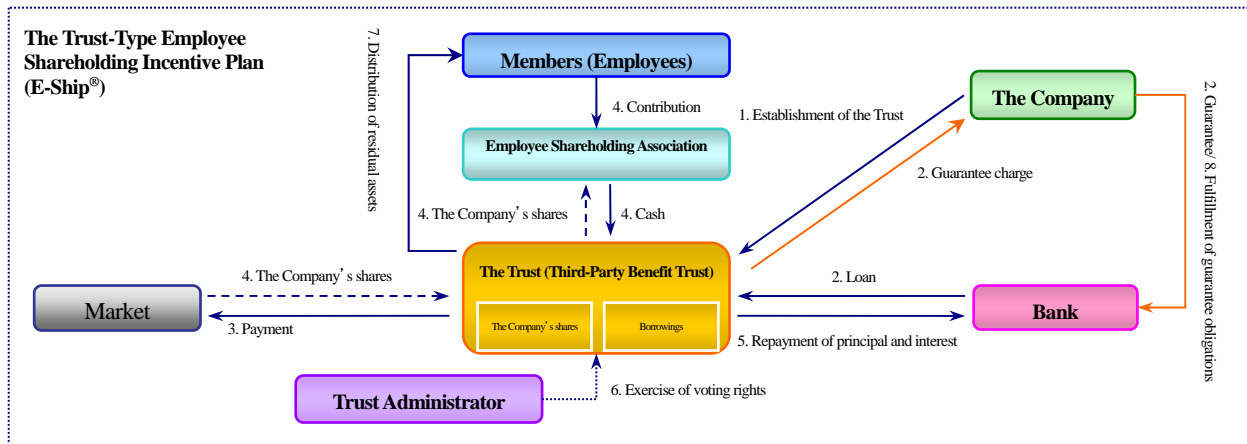 The Trust-Type Employee
Shareholding Incentive Plan
(E-Ship®)
7. Distribution of residual
assets
Members (Employees)
4. Contribution
Employee Shareholding Association
4. The Company’s shares
4. Cash
The Company
1. Establishment of the Trust
2. Guarantee charge
2. Guarantee/ 8. Fulfillment of
guarantee obligations
The Trust (Third-Party Benefit Trust)
The Company’s shares
Borrowings
4. The Company’s shares
Market
3. Payment
2. Loan
Bank
5. Repayment of principal and interest
Trust Administrator
6. Exercise of voting rights